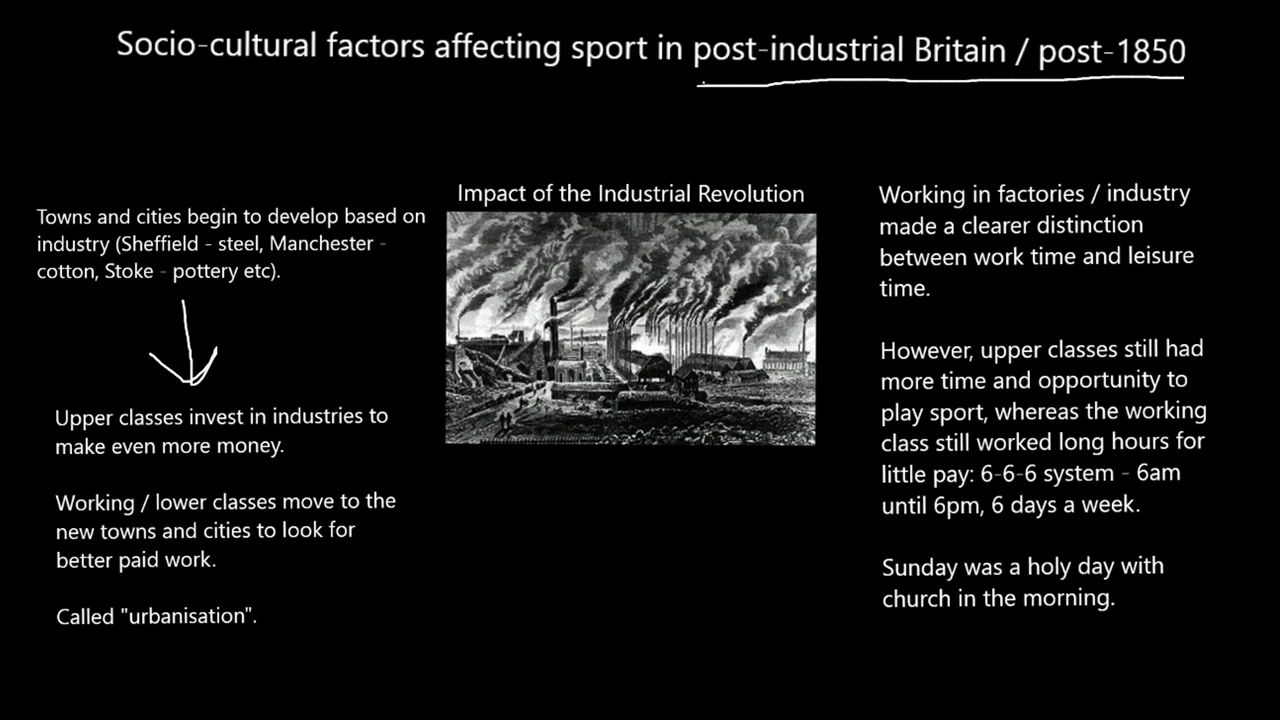 Socio-cultural factors affecting sport in post-industrial Britain / post-1850
Towns and cities begin to develop based on
industry (Sheffield - steel, Manchester -
cotton, Stoke - pottery etc).
Upper classes invest in industries to
make even more money.
Working / lower classes move to the
new towns and cities to look for
better paid work.
Called "urbanisation".
Impact of the Industrial Revolution
Working in factories / industry
made a clearer distinction
between work time and leisure
time.
However, upper classes still had
more time and opportunity to
play sport, whereas the working
class still worked long hours for
little pay: 6-6-6 system - 6am
until 6pm, 6 days a week.
Sunday was a holy day with
church in the morning.